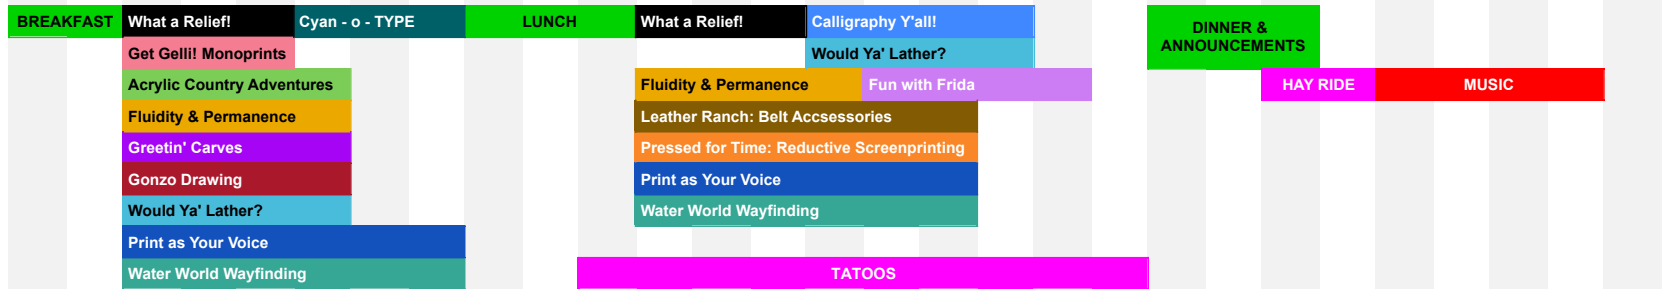 BREAKFAST What a Relief! Cyan - o - TYPE LUNCH What a Relief! Calligraphy Y'all! DINNER &
ANNOUNCEMENTS
Get Gelli! Monoprints Would Ya' Lather?
Acrylic Country Adventures Fluidity & Permanence Fun with Frida HAY RIDE MUSIC
Fluidity & Permanence Leather Ranch: Belt Accsessories
Greetin' Carves Pressed for Time: Reductive Screenprinting
Gonzo Drawing Print as Your Voice
Would Ya' Lather? Water World Wayfinding
Print as Your Voice
Water World Wayfinding TATOOS